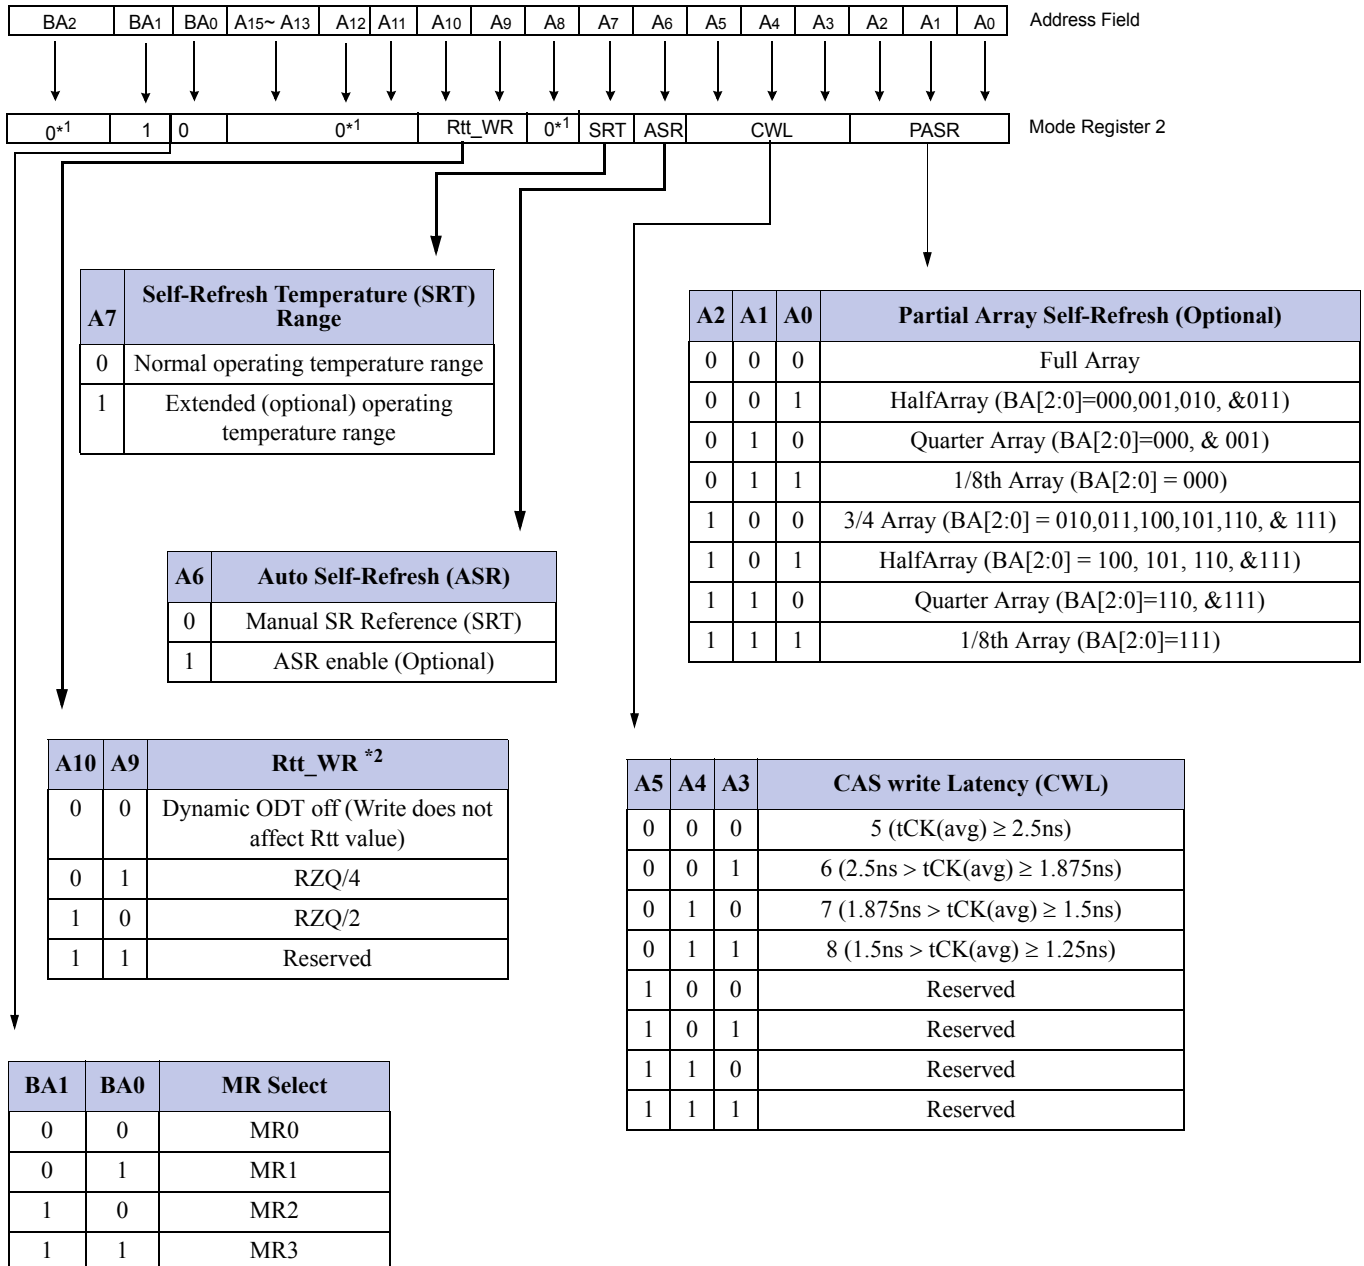 BA2 BA1 BA0 A15~ A13 A12 A11 A10 A9 A8 A7 A6 A5 A4 A3 A2 A1 A0 Address Field
0*1 1 0 0*1 Rtt_WR 0*1 SRT ASR CWL PASR Mode Register 2
A7 Self-Refresh Temperature (SRT)
Range
0 Normal operating temperature range
1 Extended (optional) operating
temperature range
A2 A1 A0 Partial Array Self-Refresh (Optional)
0 0 0 Full Array
0 0 1 HalfArray (BA[2:0]=000,001,010, &011)
0 1 0 Quarter Array (BA[2:0]=000, & 001)
0 1 1 1/8th Array (BA[2:0] = 000)
1 0 0 3/4 Array (BA[2:0] = 010,011,100,101,110, & 111)
1 0 1 HalfArray (BA[2:0] = 100, 101, 110, &111)
1 1 0 Quarter Array (BA[2:0]=110, &111)
1 1 1 1/8th Array (BA[2:0]=111)
A6 Auto Self-Refresh (ASR)
0 Manual SR Reference (SRT)
1 ASR enable (Optional)
A10 A9 Rtt_WR *2
0 0 Dynamic ODT off (Write does not
affect Rtt value)
0 1 RZQ/4
1 0 RZQ/2
1 1 Reserved
A5 A4 A3 CAS write Latency (CWL)
0 0 0 5 (tCK(avg) ≥ 2.5ns)
0 0 1 6 (2.5ns > tCK(avg) ≥ 1.875ns)
0 1 0 7 (1.875ns > tCK(avg) ≥ 1.5ns)
0 1 1 8 (1.5ns > tCK(avg) ≥ 1.25ns)
1 0 0 Reserved
1 0 1 Reserved
1 1 0 Reserved
1 1 1 Reserved
BA1 BA0 MR Select
0 0 MR0
0 1 MR1
1 0 MR2
1 1 MR3